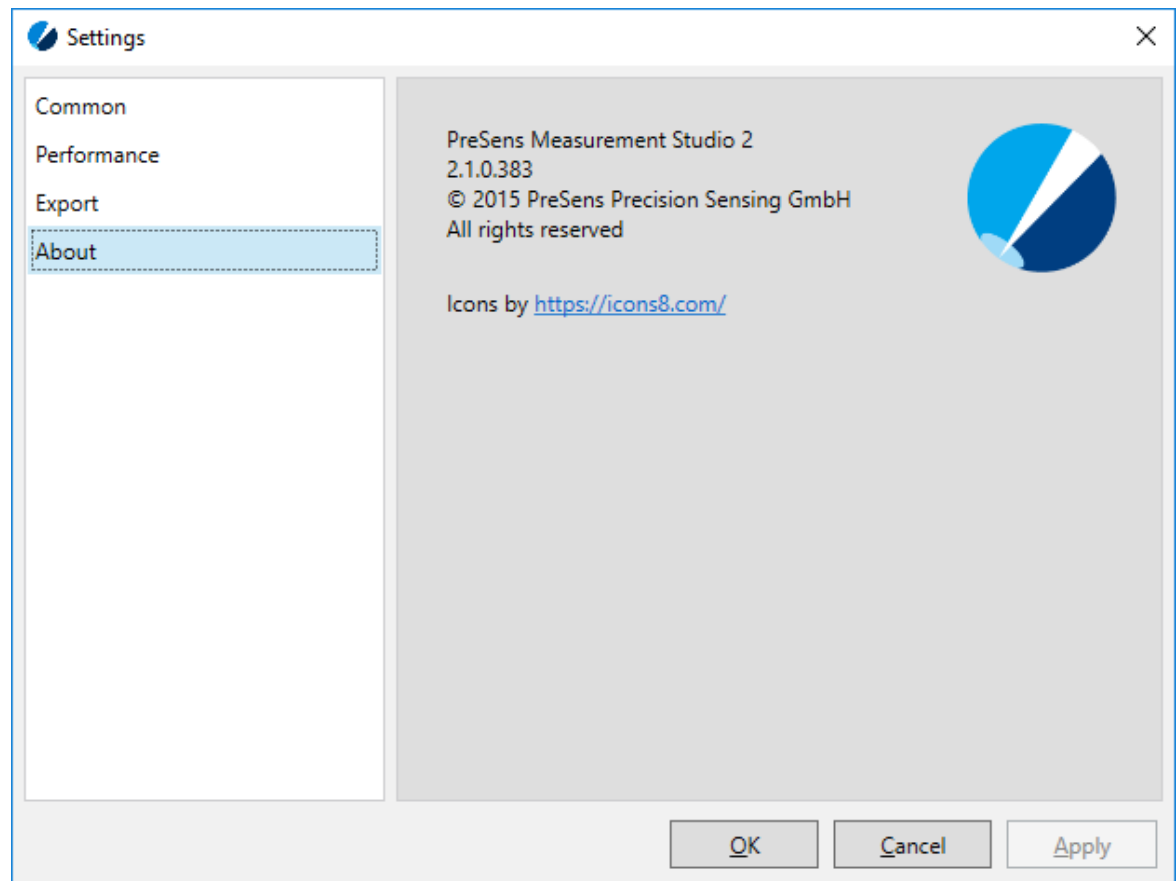 Settings
Common
Performance
Export
About
PreSens Measurement Studio 2
2.1.0.383
© 2015 PreSens Precision Sensing GmbH
All rights reserved
Icons by https://icons8.com/
OK
Cancel
Apply